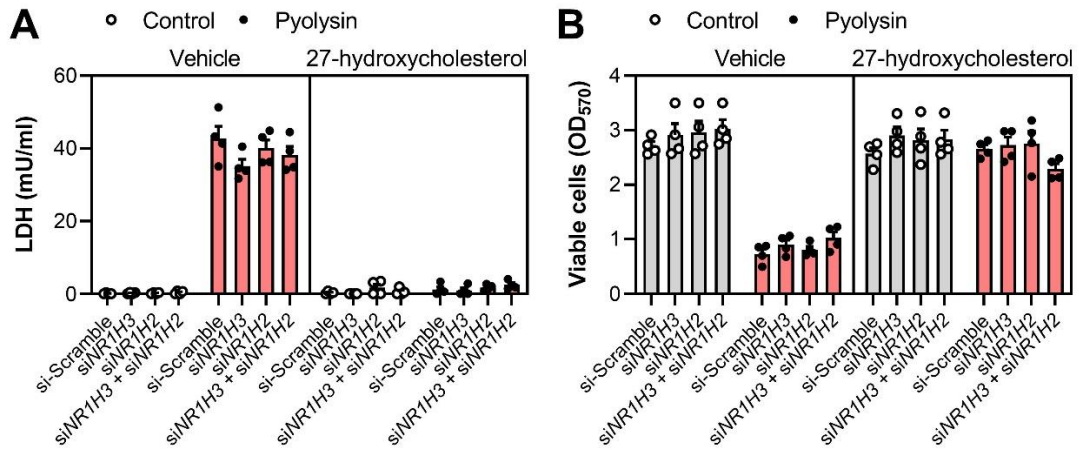 A
Control Pyolysin
Vehicle 27-hydroxycholesterol
LDH (mU/ml)
60
40
20
0
si-Scramble
siNR1H3
siNR1H2
siNR1H3 + siNR1H2
si-Scramble
siNR1H3
siNR1H2
siNR1H3 + siNR1H2
si-Scramble
siNR1H3
siNR1H2
siNR1H3 + siNR1H2
si-Scramble
siNR1H3
siNR1H2
siNR1H3 + siNR1H2
B
Control Pyolysin
Vehicle 27-hydroxycholesterol
Viable cells (OD570)
4
3
2
1
0
si-Scramble
siNR1H3
siNR1H2
siNR1H3 + siNR1H2
si-Scramble
siNR1H3
siNR1H2
siNR1H3 + siNR1H2
si-Scramble
siNR1H3
siNR1H2
siNR1H3 + siNR1H2
si-Scramble
siNR1H3
siNR1H2
siNR1H3 + siNR1H2